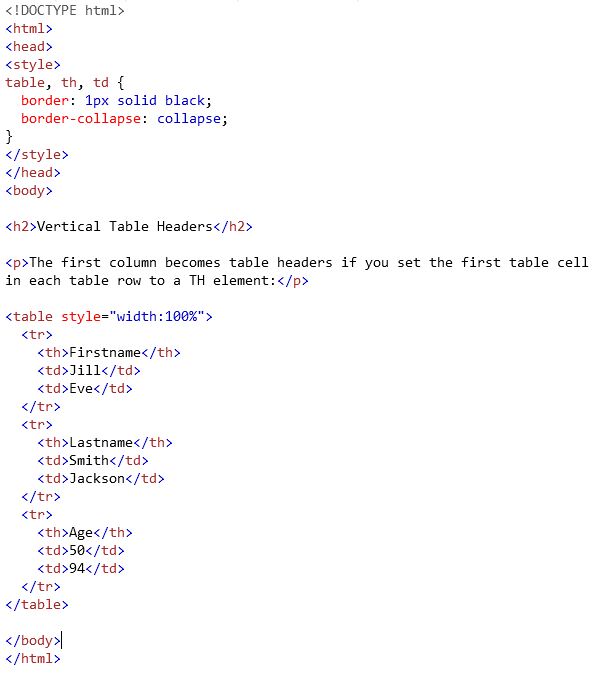 <!DOCTYPE html>
<html>
<head>
<style>
table, th, td {
  border: 1px solid black;
  border-collapse: collapse;
}
</style>
</head>
<body>

<h2>Vertical Table Headers</h2>

<p>The first column becomes table headers if you set the first table cell
in each table row to a TH element:</p>

<table style="width:100%">
  <tr>
    <th>Firstname</th>
    <td>Jill</td>
    <td>Eve</td>
  </tr>
  <tr>
    <th>Lastname</th>
    <td>Smith</td>
    <td>Jackson</td>
  </tr>
  <tr>
    <th>Age</th>
    <td>50</td>
    <td>94</td>
  </tr>
</table>

</body>
</html>